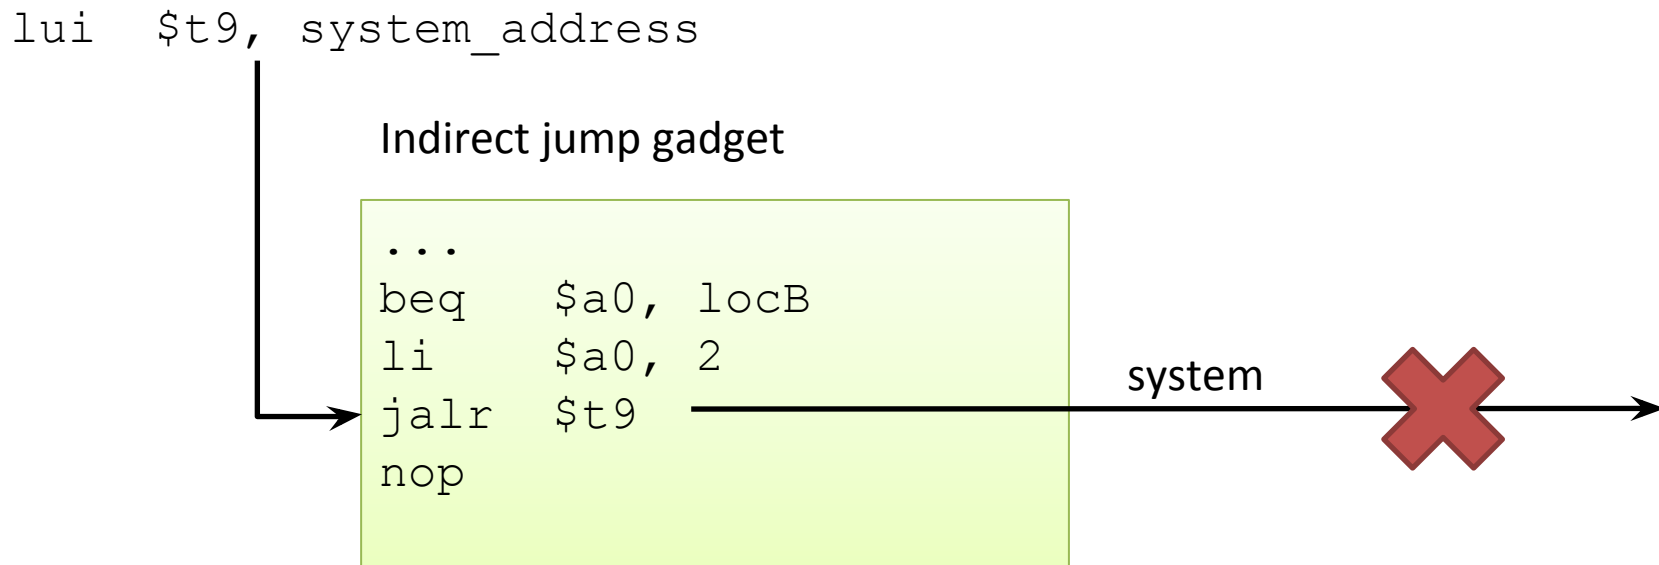 lui $t9, system_address
Indirect jump gadget
...
beq $a0, locB
li $a0, 2
jalr $t9
system
nop